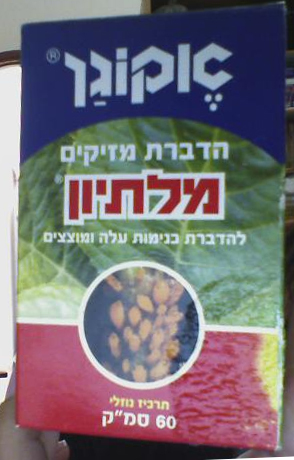 אקוגן®
הדברת מזיקים
מלתיון®
להדברת כנימות עלה ומוצצים
תרכיז נוזלי
60 סמ"ק